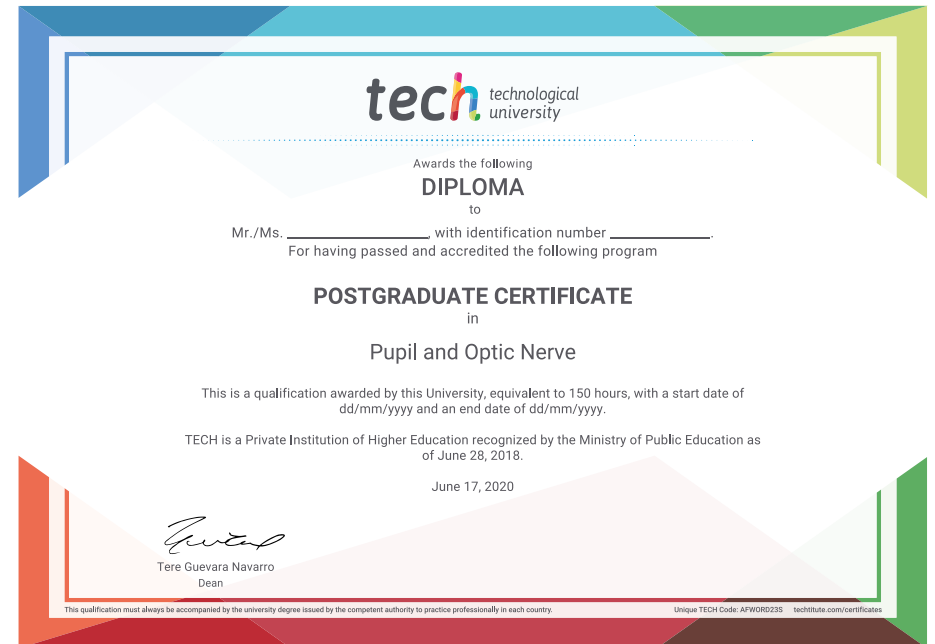 tech technological
university
Awards the following
DIPLOMA
to
Mr./Ms. ____________________, with identification number ______________.
For having passed and accredited the following program
POSTGRADUATE CERTIFICATE
in
Pupil and Optic Nerve
This is a qualification awarded by this University, equivalent to 150 hours, with a start date of
dd/mm/yyyy and an end date of dd/mm/yyyy.
TECH is a Private Institution of Higher Education recognized by the Ministry of Public Education as
of June 28, 2018.
June 17, 2020
Tere Guevara Navarro
Dean
This qualification must always be accompanied by the university degree issued by the competent authority to practice professionally in each country. Unique TECH Code: AFWORD23S techtitute.com/certificates